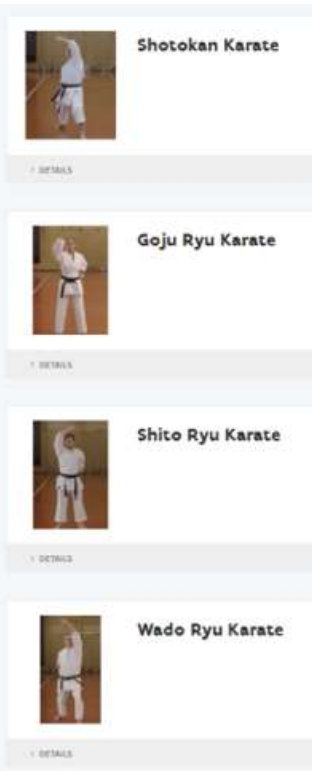 Shotokan Karate
› DETAILS
Goju Ryu Karate
› DETAILS
Shito Ryu Karate
› DETAILS
Wado Ryu Karate
› DETAILS